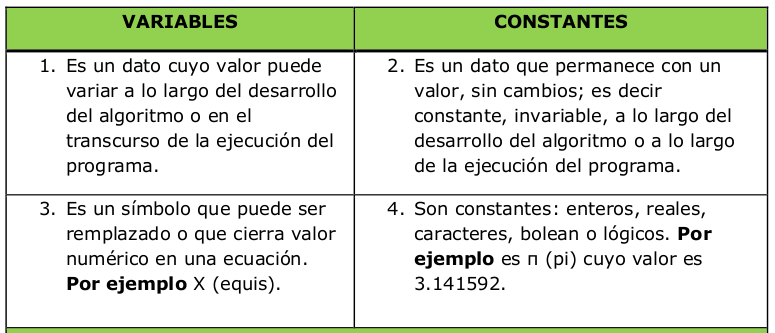 VARIABLES
CONSTANTES
1. Es un dato cuyo valor puede
variar a lo largo del desarrollo
del algoritmo o en el
transcurso de la ejecución del
programa.
2. Es un dato que permanece con un
valor, sin cambios; es decir
constante, invariable, a lo largo del
desarrollo del algoritmo o a lo largo
de la ejecución del programa.
3. Es un símbolo que puede ser
remplazado o que cierra valor
numérico en una ecuación.
Por ejemplo X (equis).
4. Son constantes: enteros, reales,
caracteres, bolean o lógicos. Por
ejemplo es п (pi) cuyo valor es
3.141592.